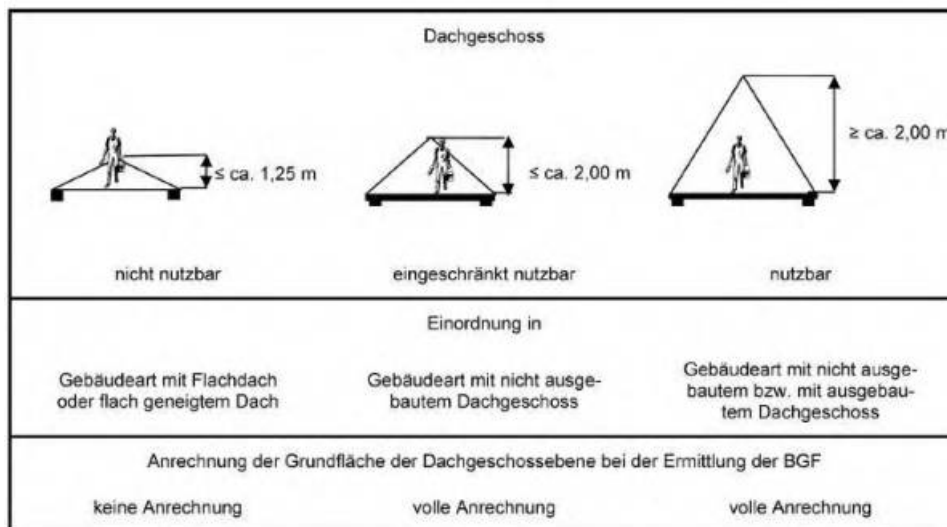 Dachgeschoss
≤ ca. 1,25 m
≤ ca. 2,00 m
≥ ca. 2,00 m
nicht nutzbar
eingeschränkt nutzbar
nutzbar
Einordnung in
Gebäudeart mit Flachdach
oder flach geneigtem Dach
Gebäudeart mit nicht ausge-
bautem Dachgeschoss
Gebäudeart mit nicht ausge-
bautem bzw. mit ausgebau-
tem Dachgeschoss
Anrechnung der Grundfläche der Dachgeschossebene bei der Ermittlung der BGF
keine Anrechnung
volle Anrechnung
volle Anrechnung